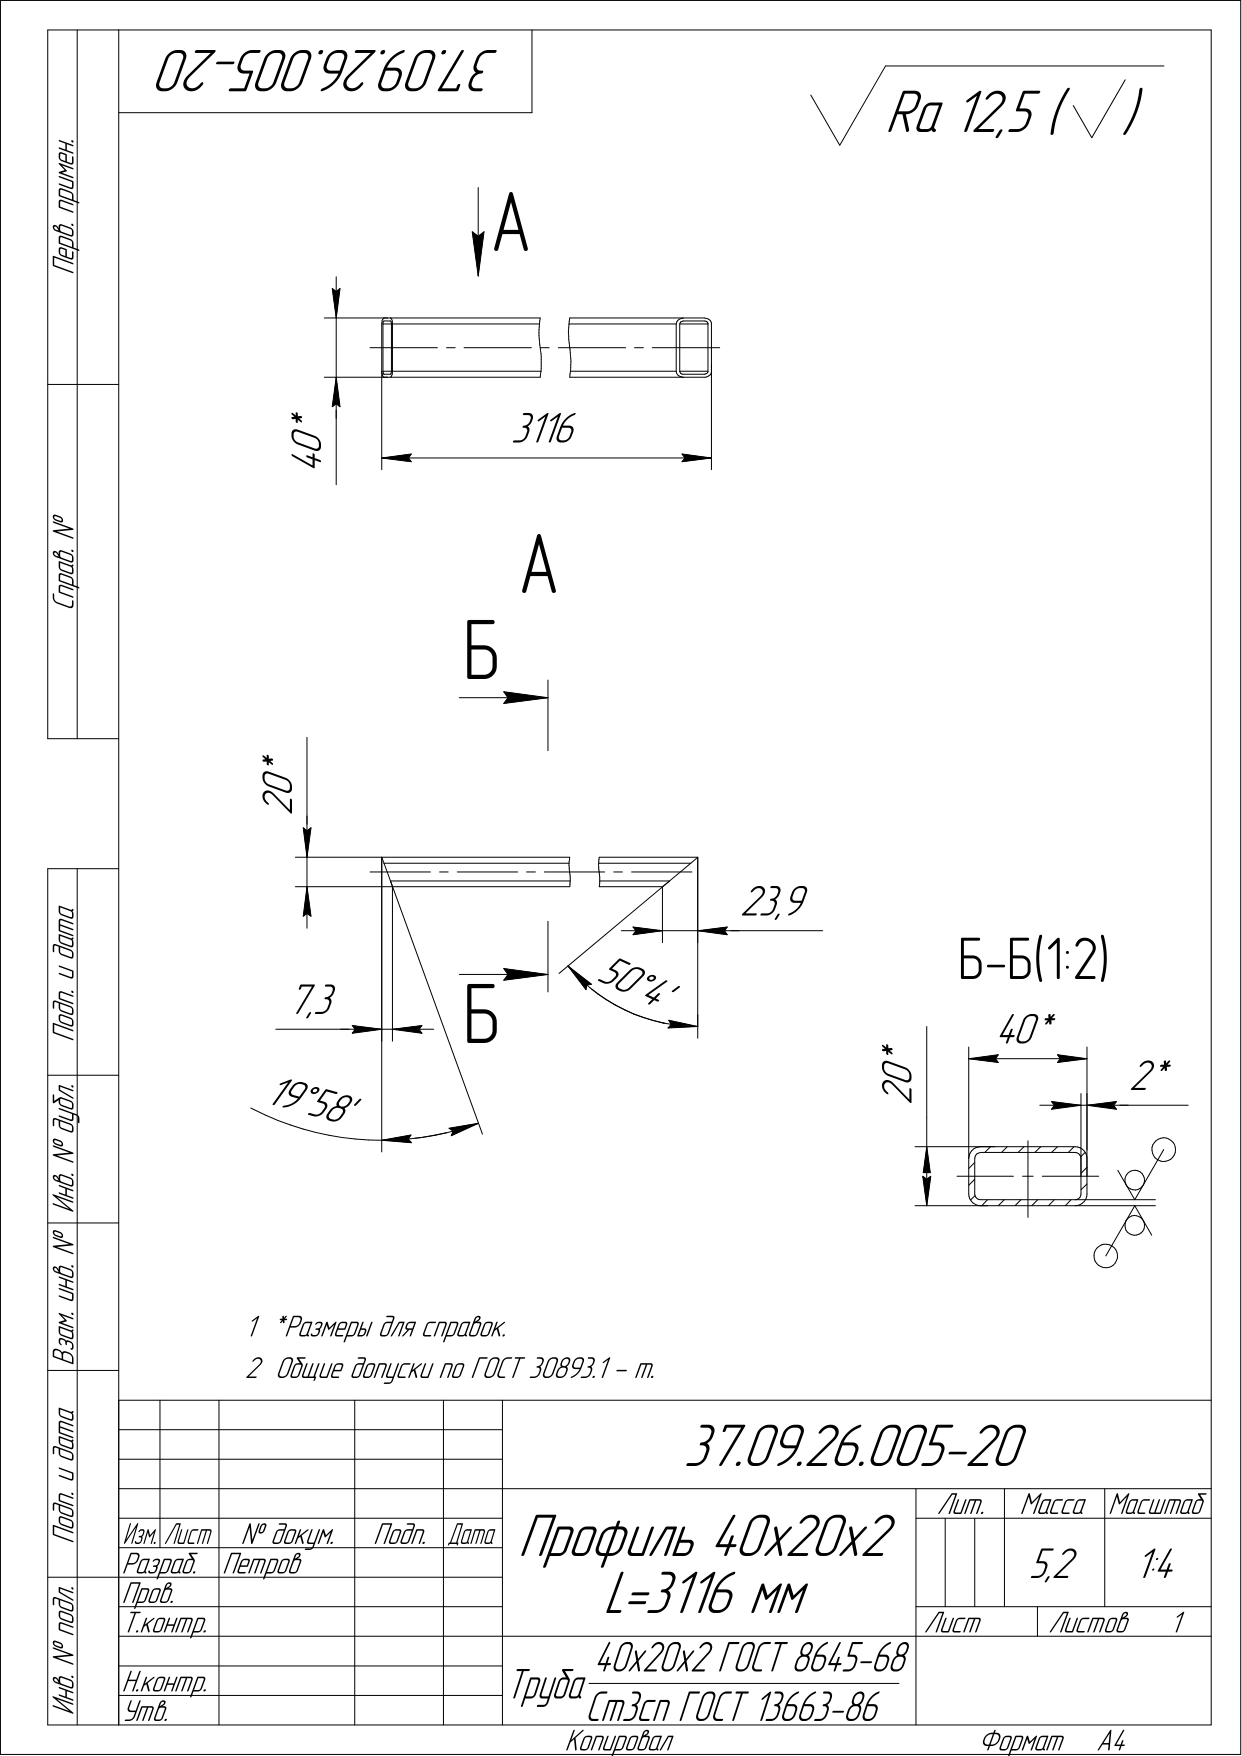 37.09.26.005-20
Ra 12,5 (√)
Перв. примен.
Справ. №
Подп. и дата
Инв. № дубл.
Взам. инв. №
Подп. и дата
Инв. № подл.
А
40*
3116
А
Б
20*
23,9
50°4'
7,3
Б
19°58'
Б-Б(1:2)
40*
20*
2*
1 *Размеры для справок.
2 Общие допуски по ГОСТ 30893.1 - m.
37.09.26.005-20
Изм. Лист № докум. Подп. Дата
Разраб. Петров
Пров.
Т.контр.
Н.контр.
Утв.
Профиль 40х20х2
L=3116 мм
Лит. Масса Масштаб
5,2 1:4
Лист Листов 1
Труба 40х20х2 ГОСТ 8645-68
Ст3сп ГОСТ 13663-86
Копировал Формат А4